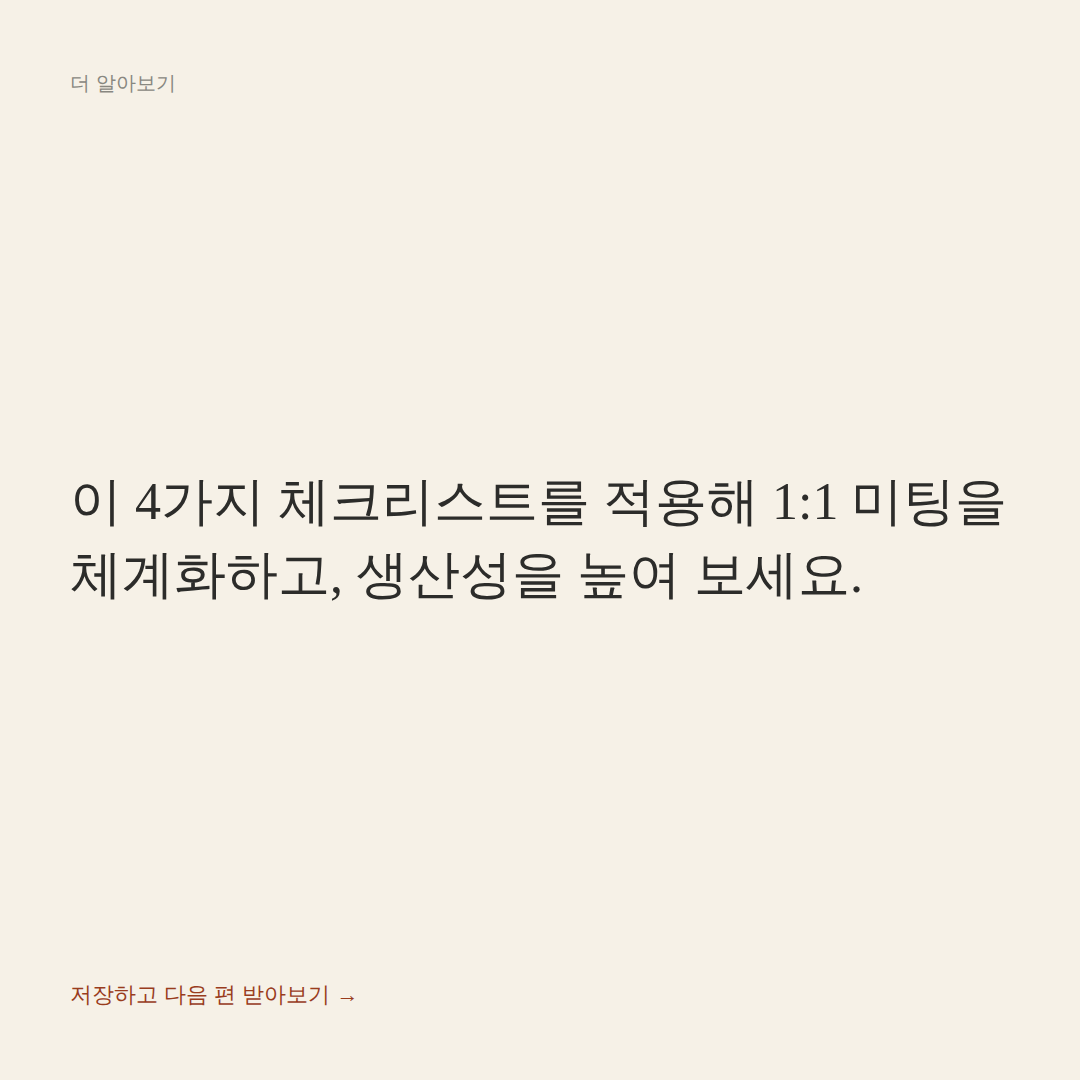 더 알아보기
이 4가지 체크리스트를 적용해 1:1 미팅을
체계화하고, 생산성을 높여 보세요.
저장하고 다음 편 받아보기 →